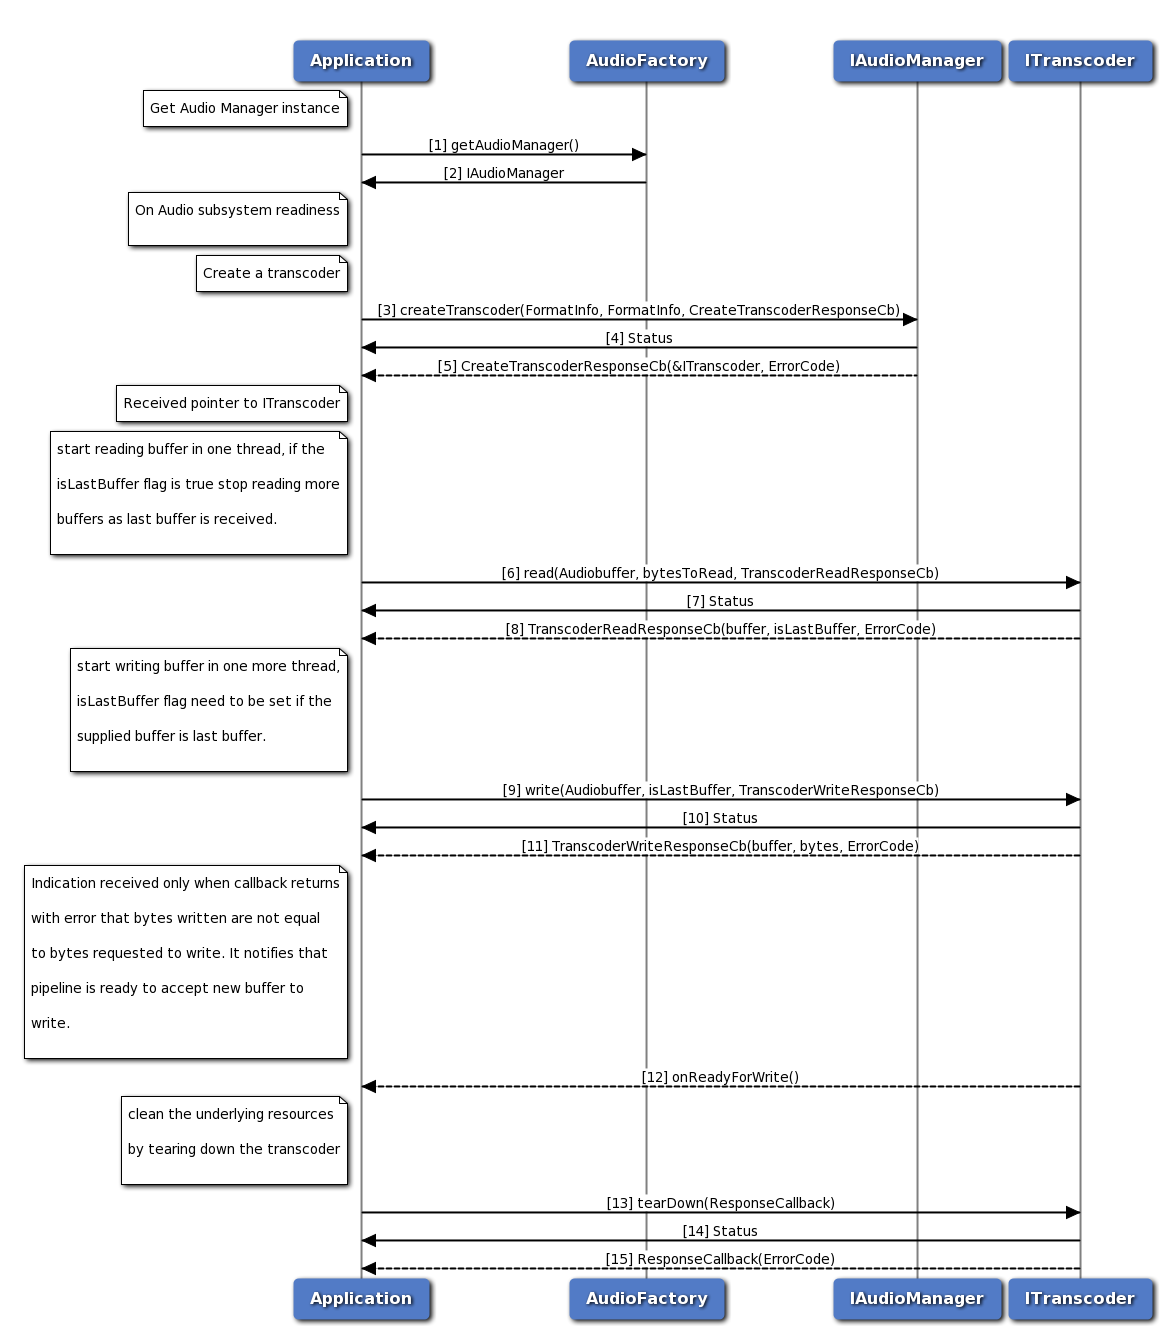 Application
AudioFactory
IAudioManager
ITranscoder
Get Audio Manager instance
[1] getAudioManager()
[2] IAudioManager
On Audio subsystem readiness
Create a transcoder
[3] createTranscoder(FormatInfo, FormatInfo, CreateTranscoderResponseCb)
[4] Status
[5] CreateTranscoderResponseCb(&ITranscoder, ErrorCode)
Received pointer to ITranscoder
start reading buffer in one thread, if the
isLastBuffer flag is true stop reading more
buffers as last buffer is received.
[6] read(Audiobuffer, bytesToRead, TranscoderReadResponseCb)
[7] Status
[8] TranscoderReadResponseCb(buffer, isLastBuffer, ErrorCode)
start writing buffer in one more thread,
isLastBuffer flag need to be set if the
supplied buffer is last buffer.
[9] write(Audiobuffer, isLastBuffer, TranscoderWriteResponseCb)
[10] Status
[11] TranscoderWriteResponseCb(buffer, bytes, ErrorCode)
Indication received only when callback returns
with error that bytes written are not equal
to bytes requested to write. It notifies that
pipeline is ready to accept new buffer to
write.
[12] onReadyForWrite()
clean the underlying resources
by tearing down the transcoder
[13] tearDown(ResponseCallback)
[14] Status
[15] ResponseCallback(ErrorCode)
Application
AudioFactory
IAudioManager
ITranscoder